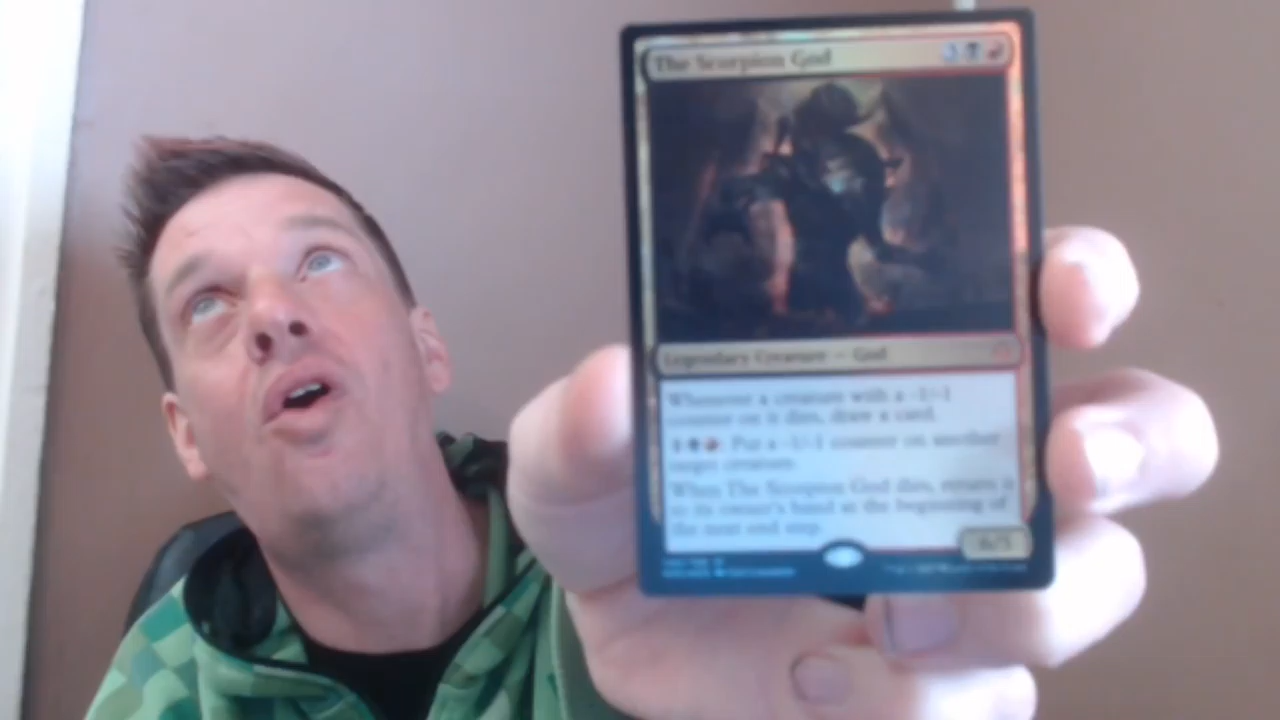 The Scorpion God
Legendary Creature — God
Whenever a creature with a -1/-1
counter on it dies, draw a card.
: Put a -1/-1 counter on another
target creature.
When The Scorpion God dies, return it
to its owner's hand at the beginning of
the next end step.
6/5